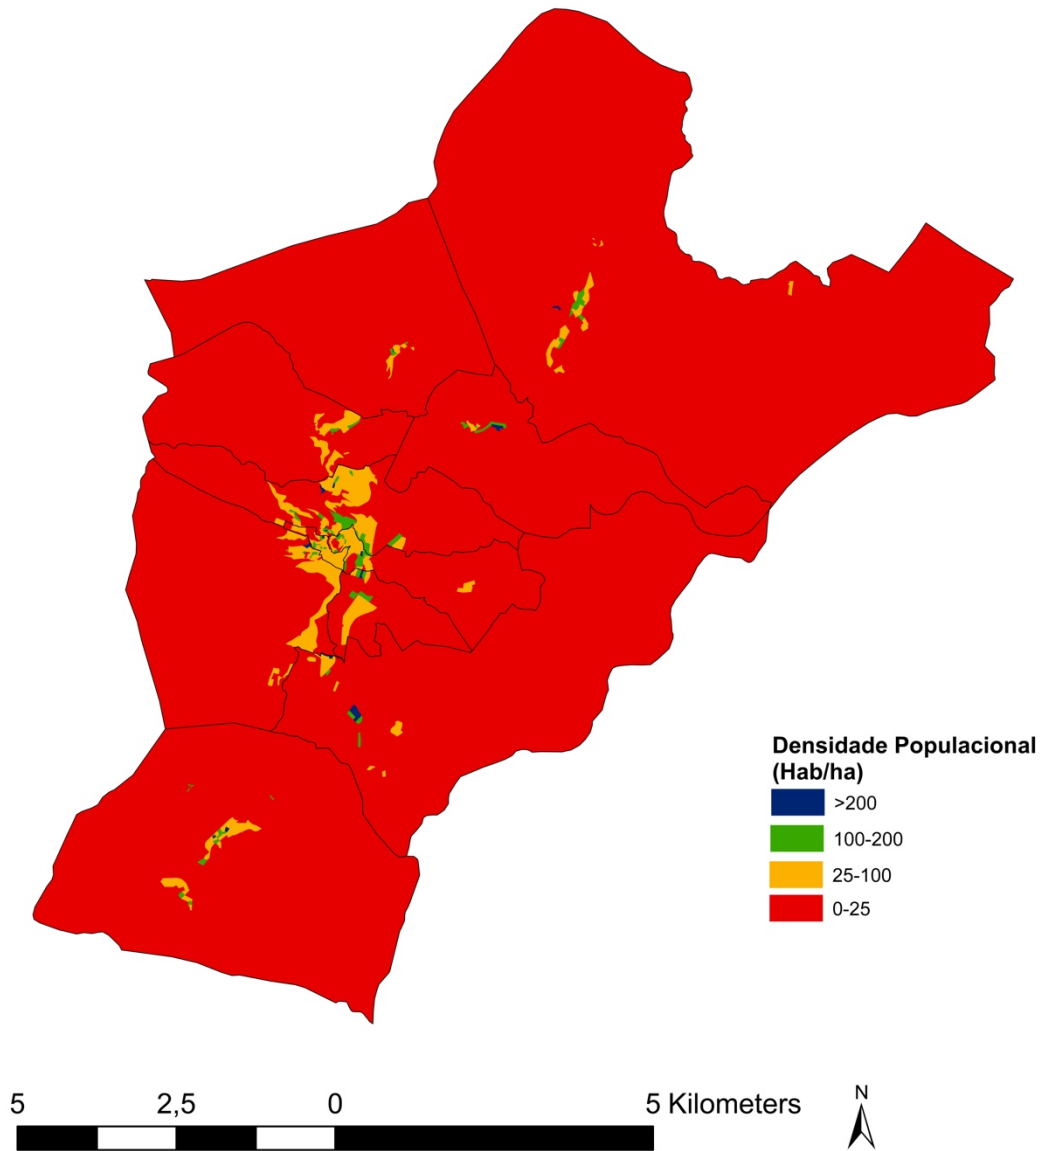 Densidade Populacional
(Hab/ha)
>200
100-200
25-100
0-25
5 2,5 0 5 Kilometers
N